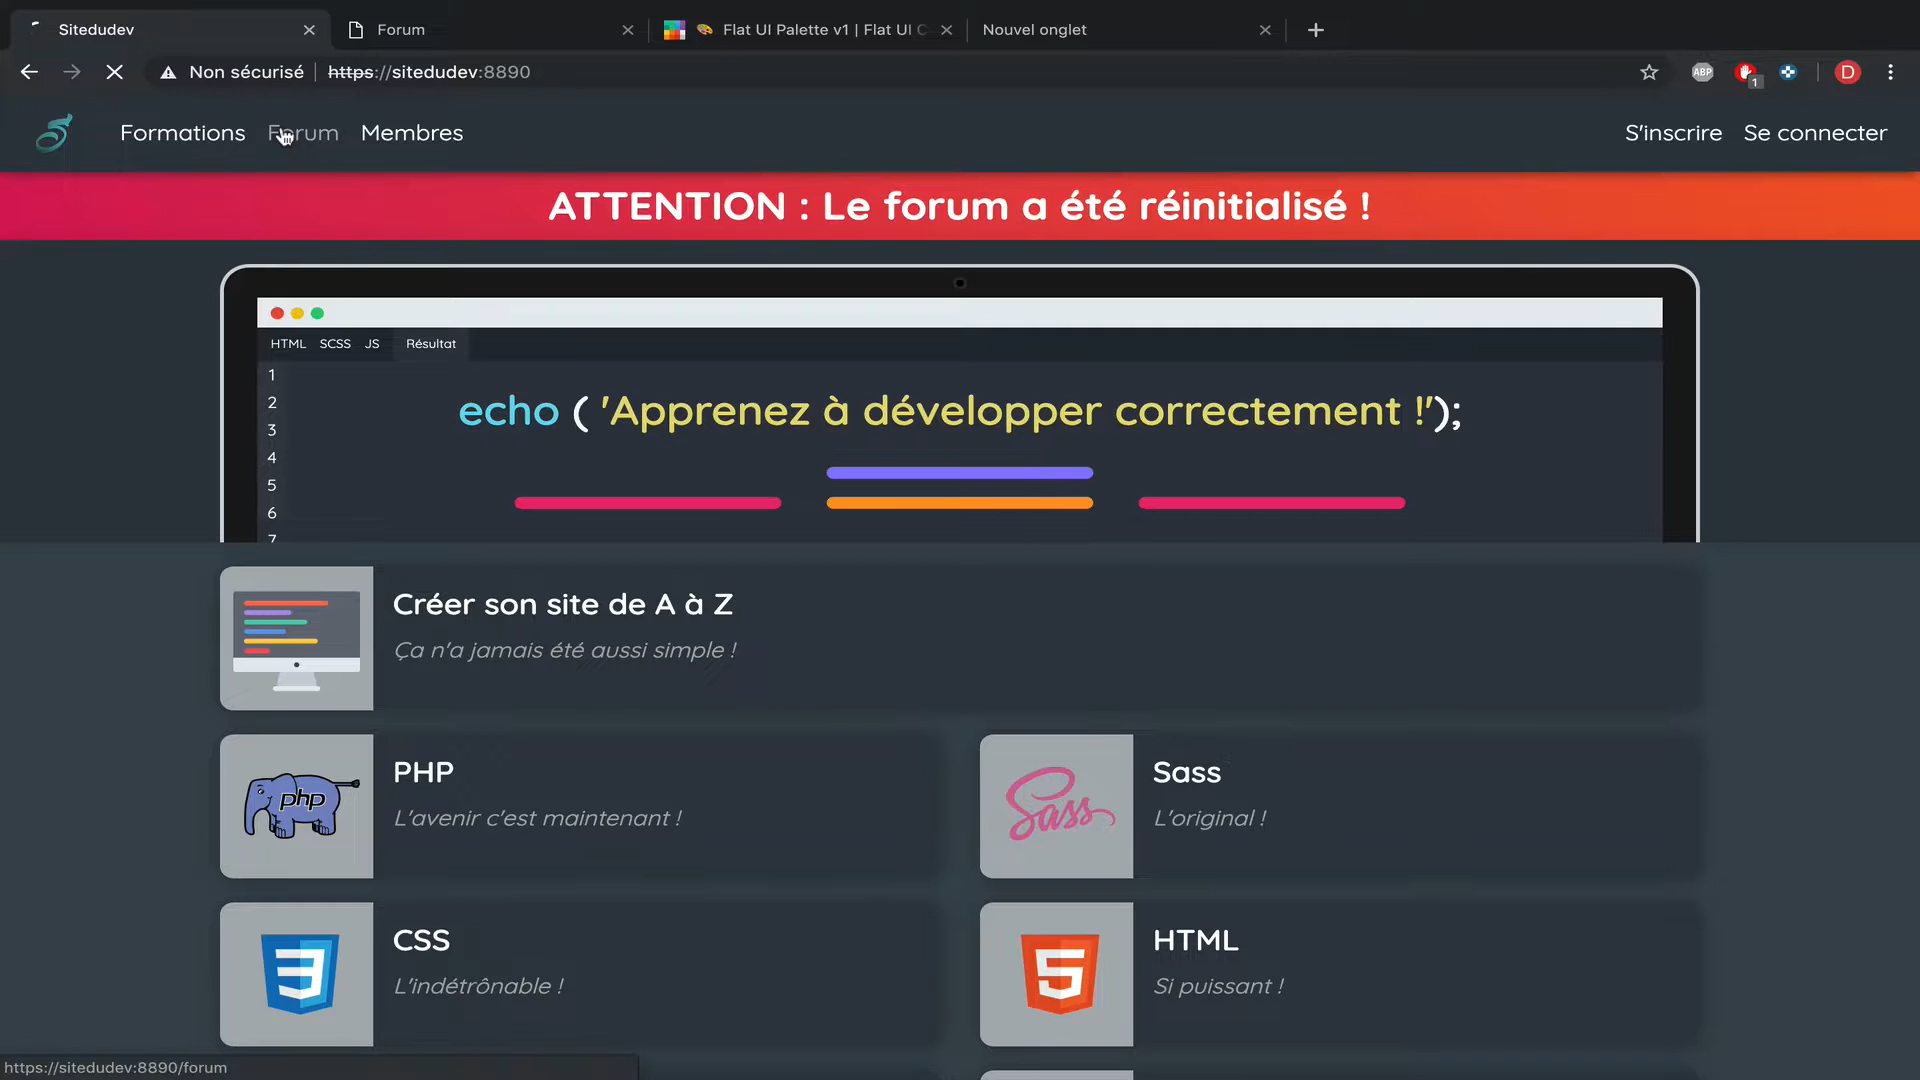 Sitedudev
Forum
Flat UI Palette v1 | Flat UI C
Nouvel onglet
Non sécurisé
https://sitedudev:8890
ABP
1
D
Formations
Forum
Membres
S'inscrire
Se connecter
ATTENTION : Le forum a été réinitialisé !
HTML SCSS JS Résultat
1
2
3
4
5
6
7
echo ( 'Apprenez à développer correctement !');
Créer son site de A à Z
Ça n'a jamais été aussi simple !
php
PHP
L'avenir c'est maintenant !
Sass
Sass
L'original !
CSS
L'indétrônable !
HTML
Si puissant !
https://sitedudev:8890/forum